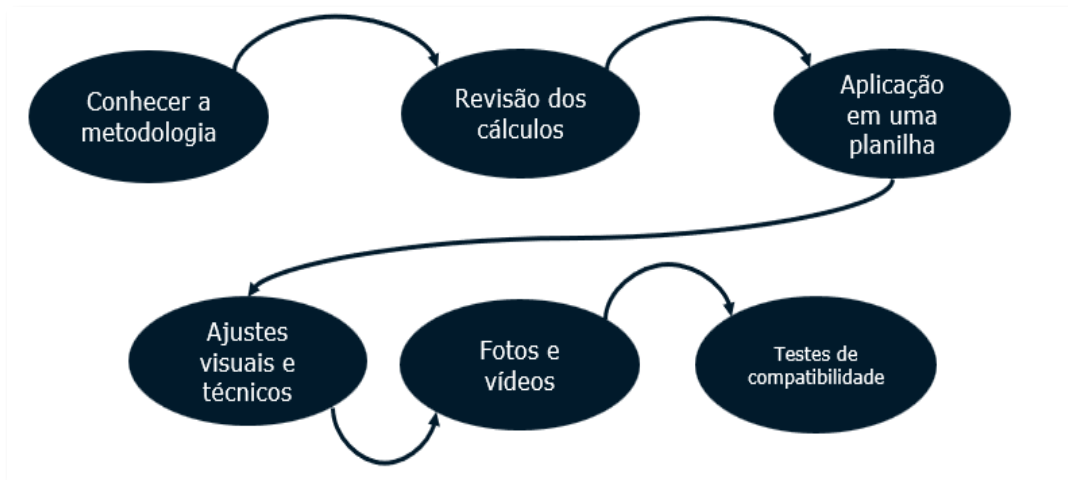 Conhecer a
metodologia
Revisão dos
cálculos
Aplicação
em uma
planilha
Ajustes
visuais e
técnicos
Fotos e
vídeos
Testes de
compatibilidade